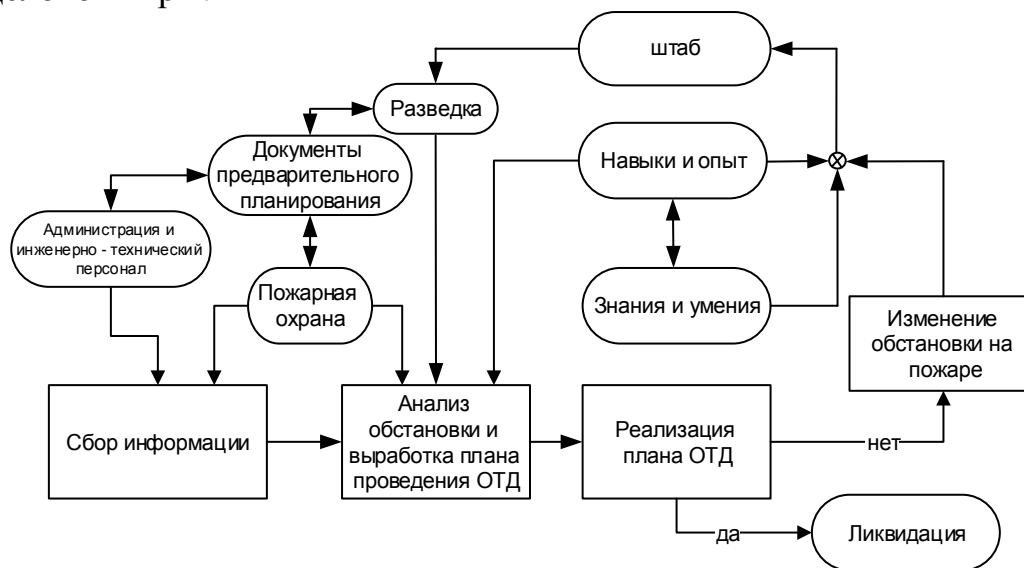 штаб
Разведка
Документы
предварительного
планирования
Навыки и опыт
Администрация и
инженерно - технический
персонал
Пожарная
охрана
Знания и умения
Изменение
обстановки на
пожаре
Сбор информации
Анализ
обстановки и
выработка плана
проведения ОТД
Реализация
плана ОТД
нет
да
Ликвидация